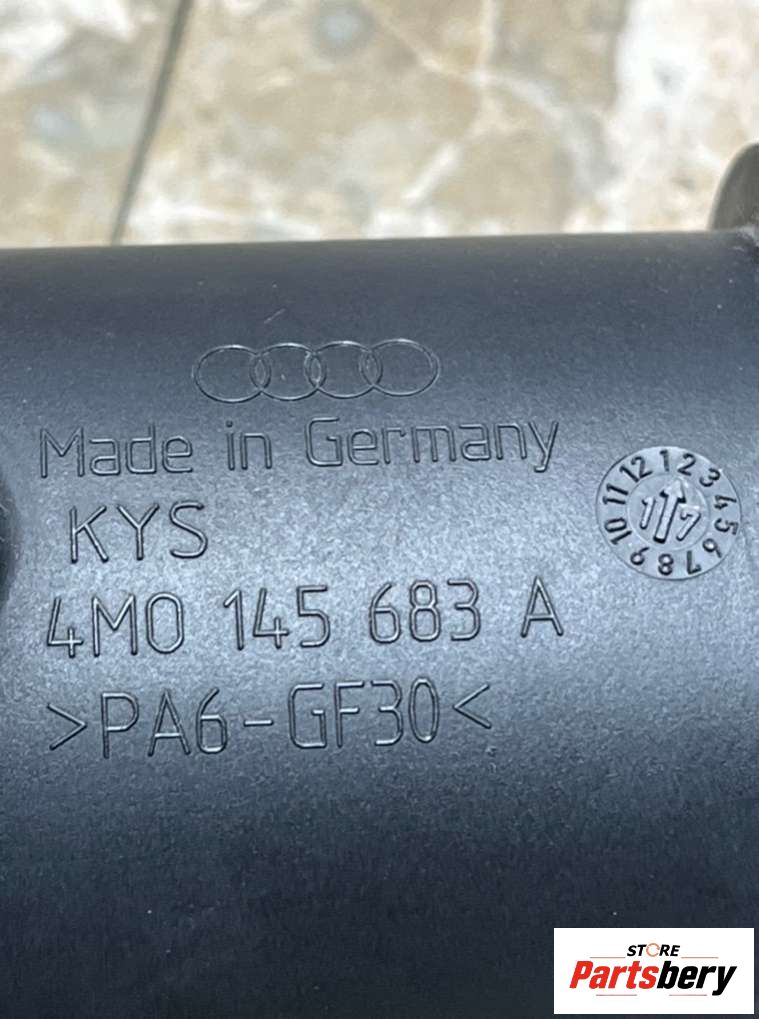 Made in Germany
KYS
4M0 145 683 A
>PA6-GF30<
1 2 3 4 5 6 7 8 9 10 11 12
17
STORE
Partsbery